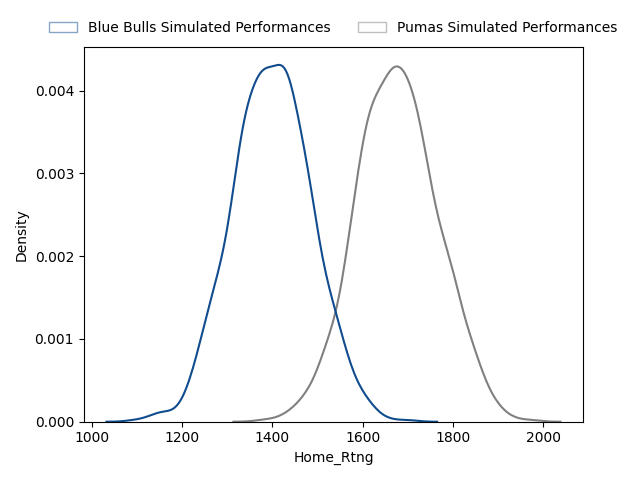 Blue Bulls Simulated Performances Pumas Simulated Performances
0.004
0.003
0.002
0.001
0.000
Density
1000 1200 1400 1600 1800 2000
Home_Rtng